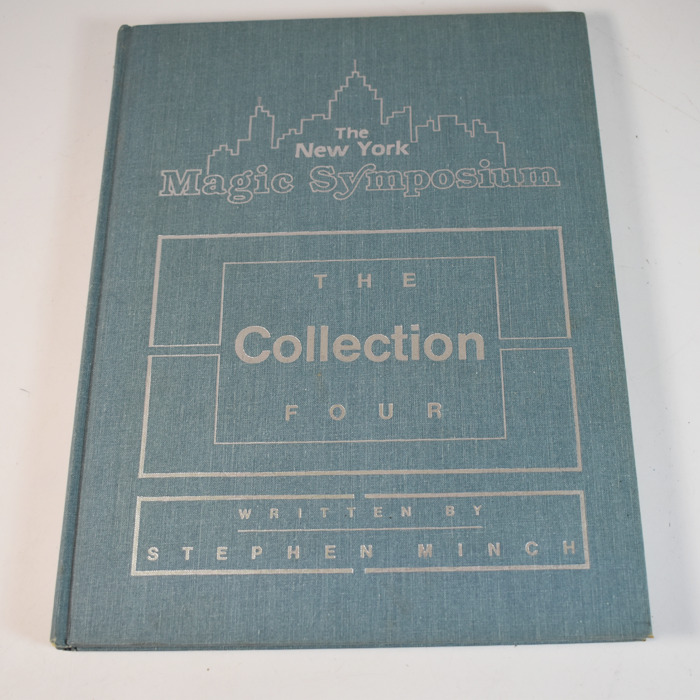 The
New York
Magic Symposium
THE
Collection
FOUR
WRITTEN BY
STEPHEN MINCH